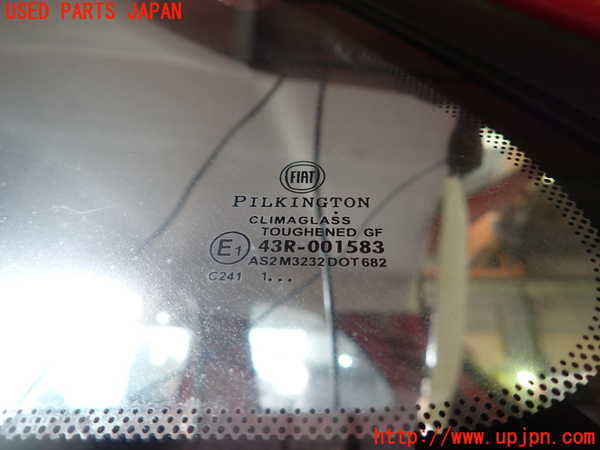 USED PARTS JAPAN
FIAT
PILKINGTON
CLIMAGLASS
TOUGHENED GF
E1 43R-001583
AS2 M3232 DOT 682
C241 1...
http://www.upjpn.com/